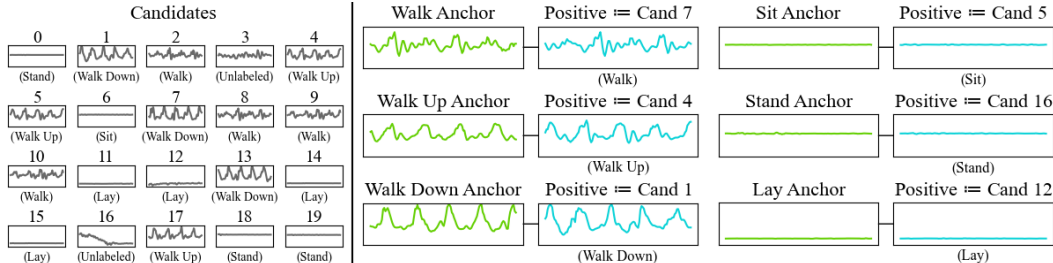 Candidates
0 1 2 3 4
(Stand) (Walk Down) (Walk) (Unlabeled) (Walk Up)
5 6 7 8 9
(Walk Up) (Sit) (Walk Down) (Walk) (Walk)
10 11 12 13 14
(Walk) (Lay) (Lay) (Walk Down) (Lay)
15 16 17 18 19
(Lay) (Unlabeled) (Walk Up) (Stand) (Stand)
Walk Anchor Positive ≔ Cand 7
(Walk)
Walk Up Anchor Positive ≔ Cand 4
(Walk Up)
Walk Down Anchor Positive ≔ Cand 1
(Walk Down)
Sit Anchor Positive ≔ Cand 5
(Sit)
Stand Anchor Positive ≔ Cand 16
(Stand)
Lay Anchor Positive ≔ Cand 12
(Lay)